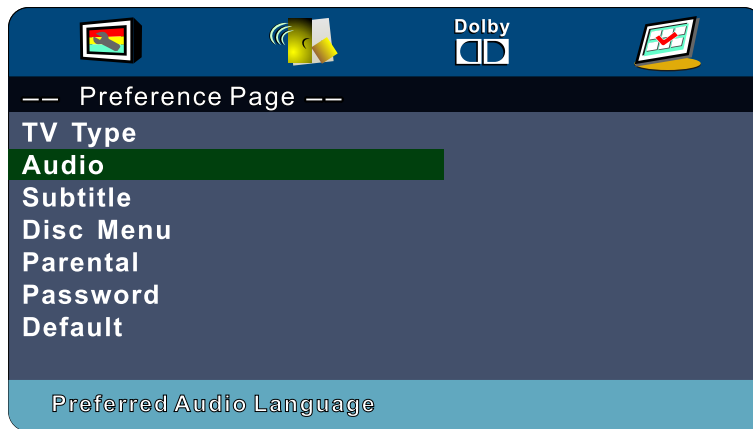 Dolby
—— Preference Page ——
TV Type
Audio
Subtitle
Disc Menu
Parental
Password
Default
Preferred Audio Language